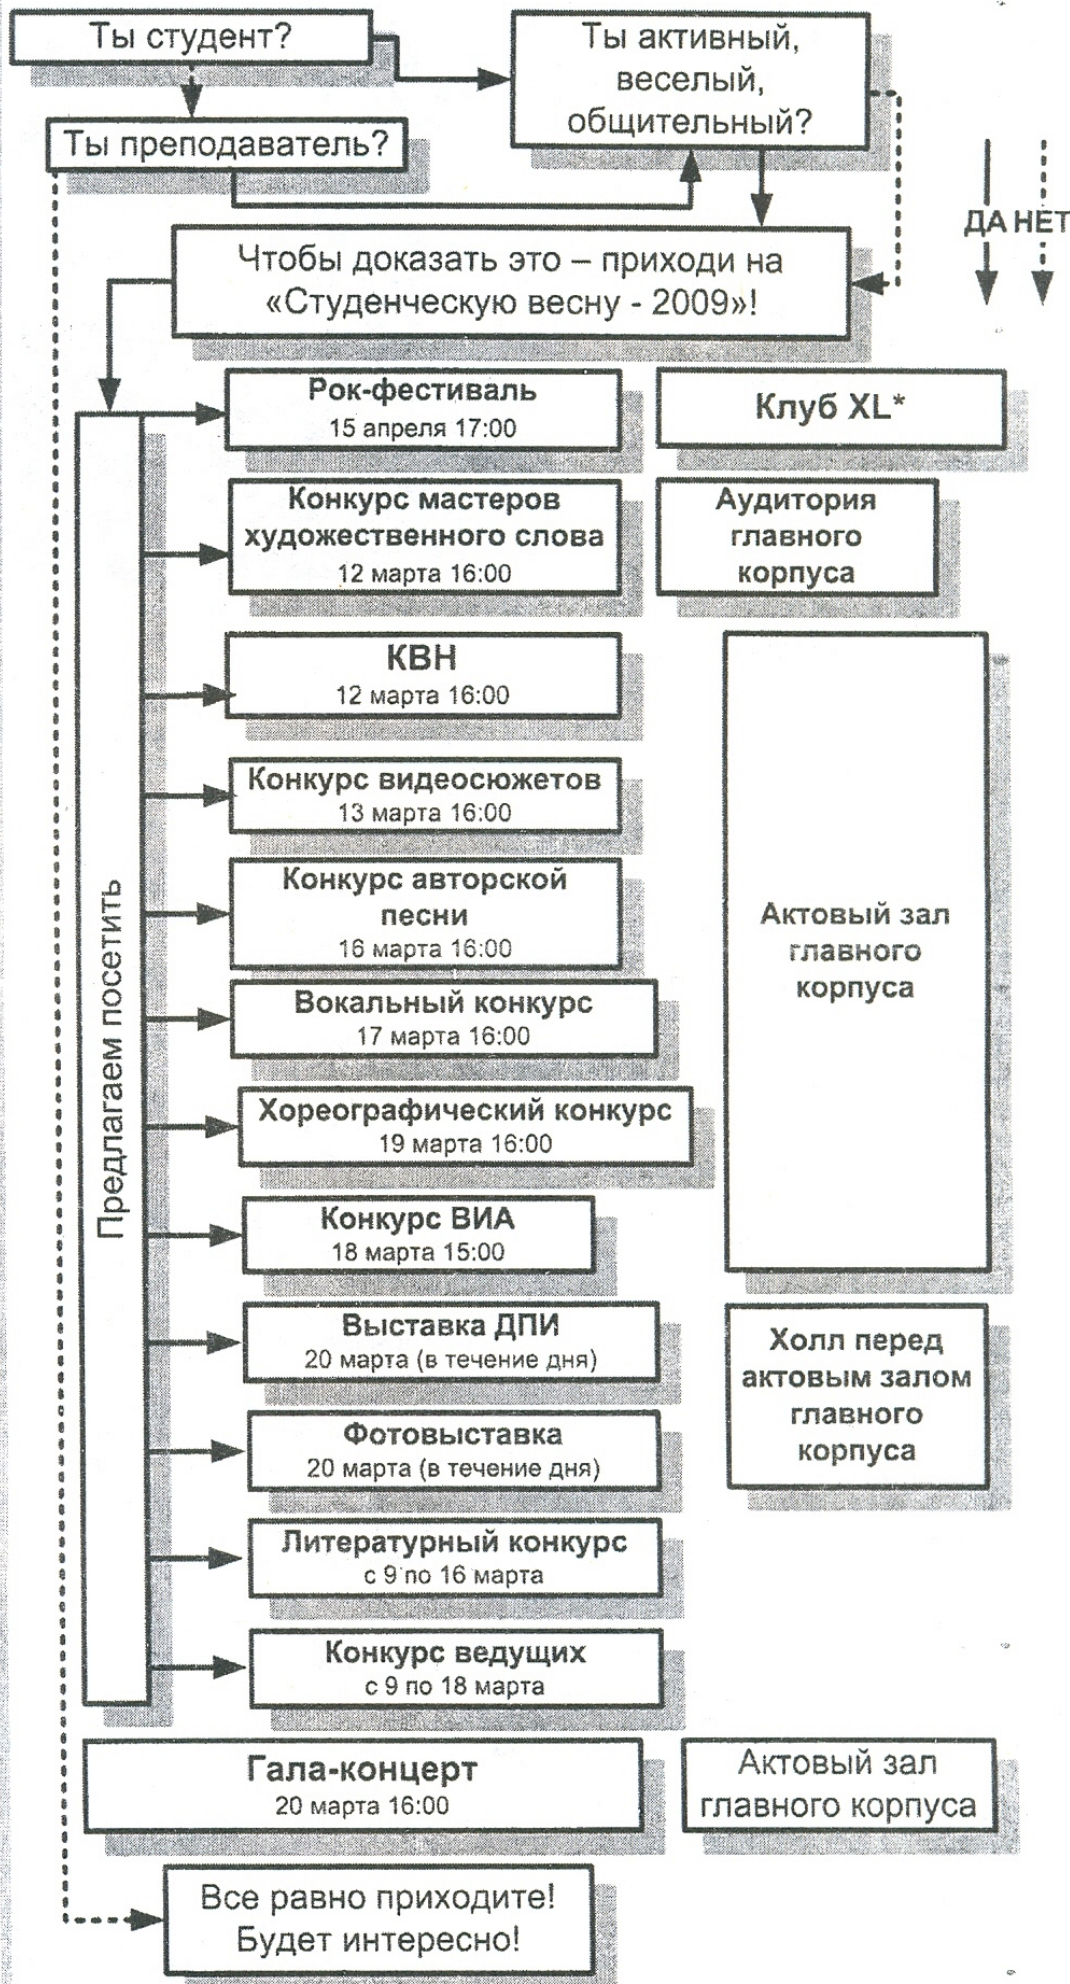 Ты студент?
Ты активный,
веселый,
общительный?
Ты преподаватель?
ДА НЕТ
Чтобы доказать это – приходи на
«Студенческую весну - 2009»!
Предлагаем посетить
Рок-фестиваль
15 апреля 17:00
Клуб XL*
Конкурс мастеров
художественного слова
12 марта 16:00
Аудитория
главного
корпуса
КВН
12 марта 16:00
Конкурс видеосюжетов
13 марта 16:00
Конкурс авторской
песни
16 марта 16:00
Вокальный конкурс
17 марта 16:00
Хореографический конкурс
19 марта 16:00
Конкурс ВИА
18 марта 15:00
Актовый зал
главного
корпуса
Выставка ДПИ
20 марта (в течение дня)
Фотовыставка
20 марта (в течение дня)
Холл перед
актовым залом
главного
корпуса
Литературный конкурс
с 9 по 16 марта
Конкурс ведущих
с 9 по 18 марта
Гала-концерт
20 марта 16:00
Актовый зал
главного корпуса
Все равно приходите!
Будет интересно!